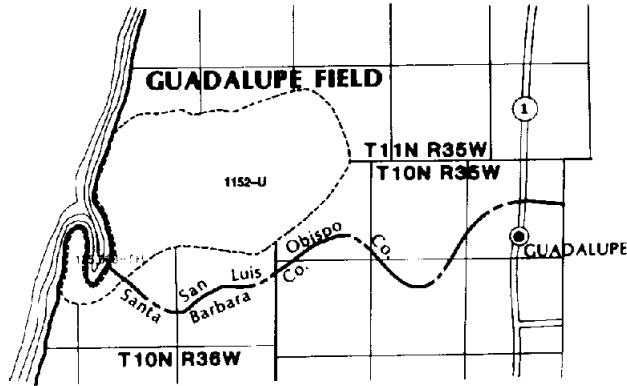 GUADALUPE FIELD
1
T11N R35W
T10N R35W
1152-U
GUADALUPE
San Luis Obispo Co.
Santa Barbara Co.
T10N R36W